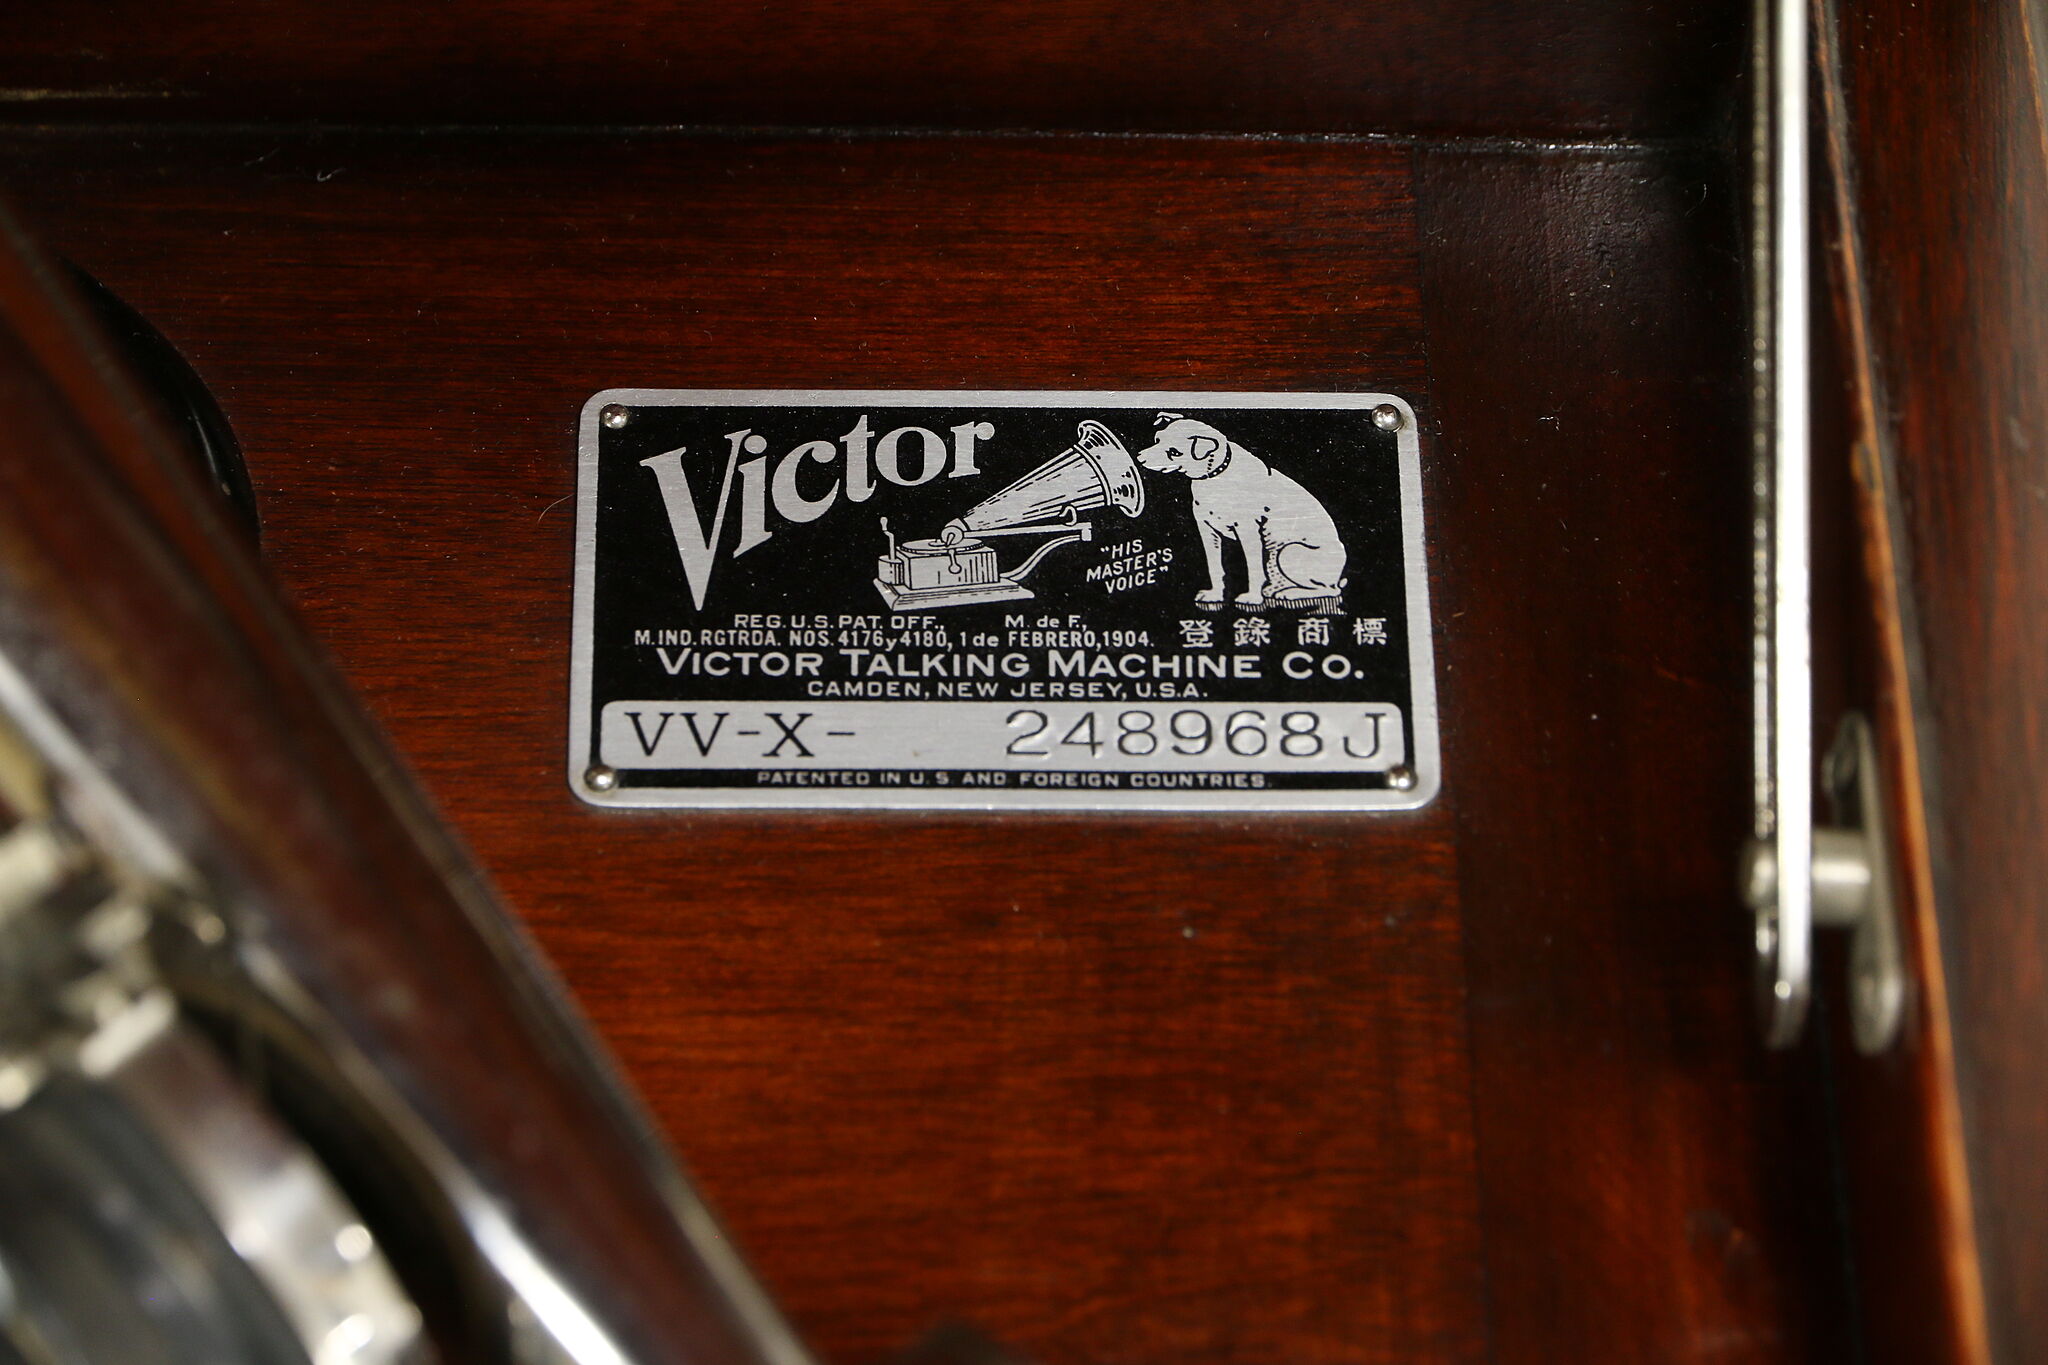 Victor
"HIS
MASTER'S
VOICE"
REG. U.S. PAT. OFF., M. de F.,
M. IND. RGTRDA. NOS. 4176 y 4180, 1 de FEBRERO, 1904. 登錄商標
VICTOR TALKING MACHINE CO.
CAMDEN, NEW JERSEY, U.S.A.
VV-X- 248968 J
PATENTED IN U.S. AND FOREIGN COUNTRIES.